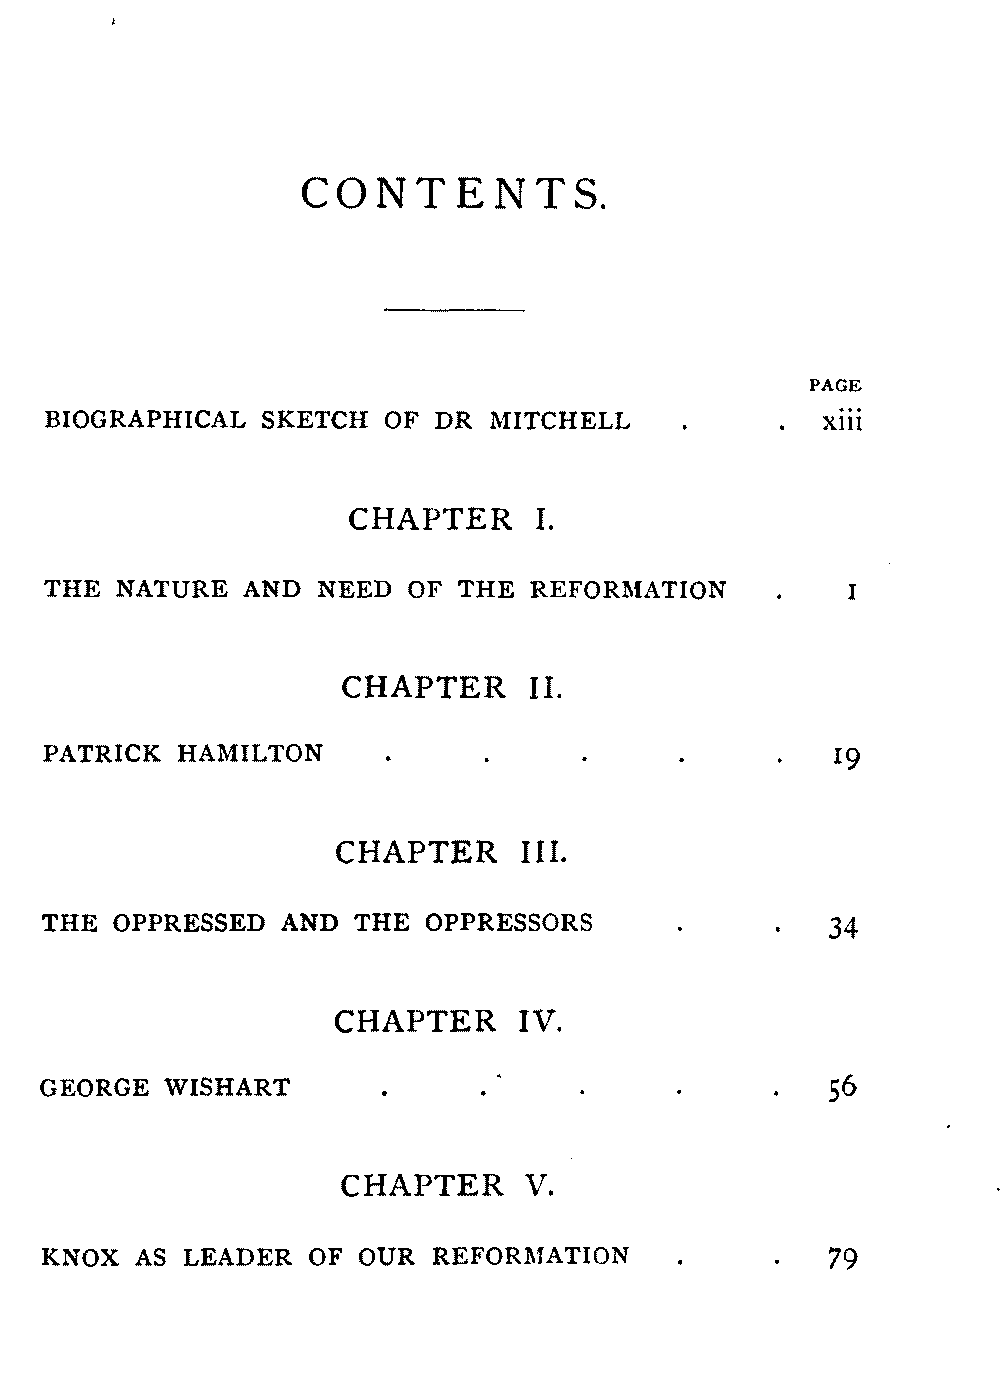 CONTENTS.
PAGE
BIOGRAPHICAL SKETCH OF DR MITCHELL . . xiii
CHAPTER I.
THE NATURE AND NEED OF THE REFORMATION . 1
CHAPTER II.
PATRICK HAMILTON . . . . . 19
CHAPTER III.
THE OPPRESSED AND THE OPPRESSORS . . 34
CHAPTER IV.
GEORGE WISHART . . . . . 56
CHAPTER V.
KNOX AS LEADER OF OUR REFORMATION . . 79